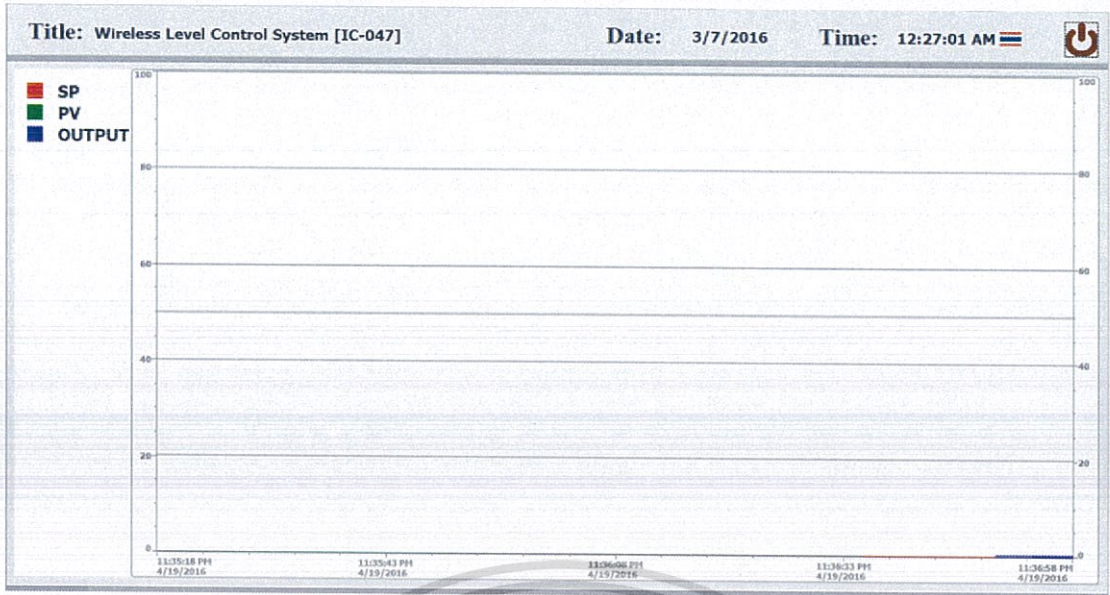 Title: Wireless Level Control System [IC-047] Date: 3/7/2016 Time: 12:27:01 AM
SP
PV
OUTPUT
100 100
80 80
60 60
40 40
20 20
0 0
11:35:18 PM 11:35:43 PM 11:36:08 PM 11:36:33 PM 11:36:58 PM
4/19/2016 4/19/2016 4/19/2016 4/19/2016 4/19/2016